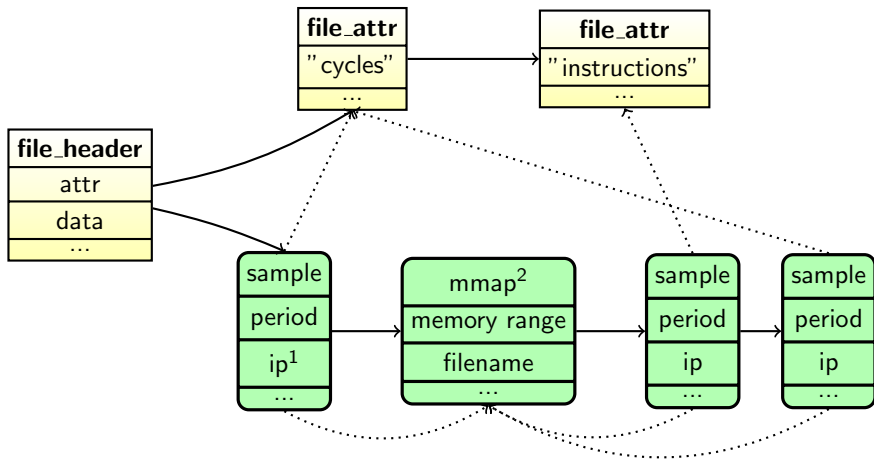 file_attr
"cycles"
...
file_attr
"instructions"
...
file_header
attr
data
...
sample
period
ip1
...
mmap2
memory range
filename
...
sample
period
ip
...
sample
period
ip
...